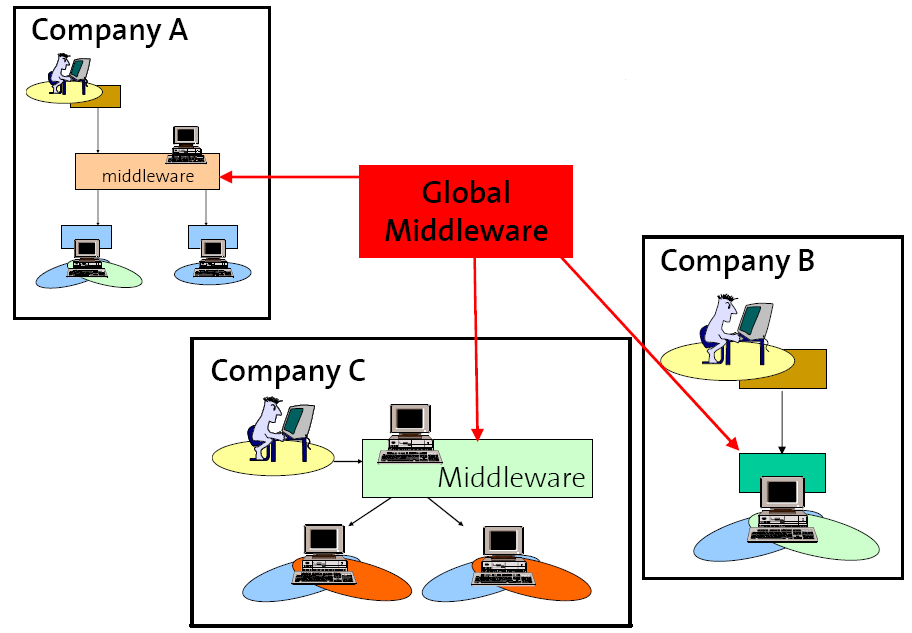 Company A
middleware
Global
Middleware
Company B
Company C
Middleware